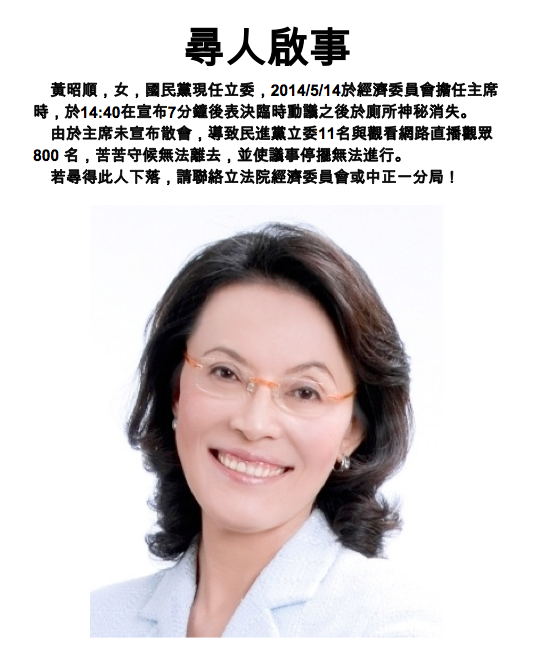 尋人啟事
黃昭順，女，國民黨現任立委，2014/5/14於經濟委員會擔任主席
時，於14:40在宣布7分鐘後表決臨時動議之後於廁所神秘消失。
由於主席未宣布散會，導致民進黨立委11名與觀看網路直播觀眾
800 名，苦苦守候無法離去，並使議事停擺無法進行。
若尋得此人下落，請聯絡立法院經濟委員會或中正一分局！